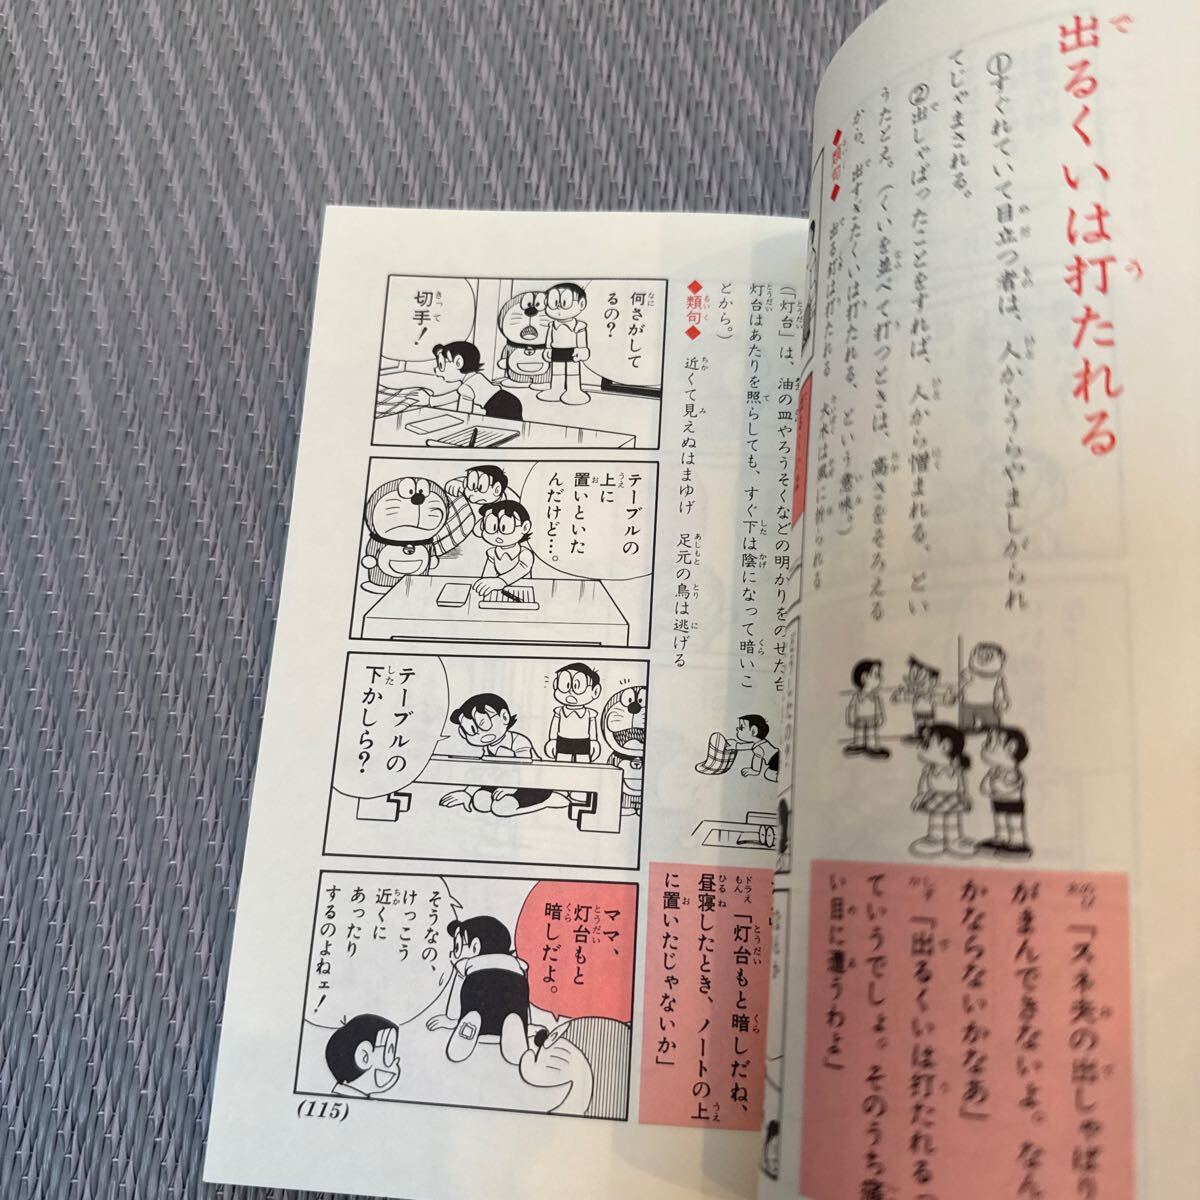 出るくいは打たれる
①すぐれていて目立つ者は、人からうらやましがられ
てじゃまされる。
②出しゃばったことをすれば、人から憎まれる、とい
うたとえ。（くいを並べて打つときは、高さをそろえる
から、出すぎたくいは打たれる、という意味。）
◆類句◆ 出る釘は打たれる 大木は風に折られる
「スネ夫の出しゃばり
がまんできないよ。なん
かならないかなあ」
「出るくいは打たれる
ていうでしょ。そのうち
い目に遭うわよ」
（「灯台」は、油の皿やろうそくなどの明かりをのせた台
灯台はあたりを照らしても、すぐ下は陰になって暗いこ
とから。）
◆類句◆ 近くて見えぬはまゆげ 足元の鳥は逃げる
ドラえもん「灯台もと暗しだね、
昼寝したとき、ノートの上
に置いたじゃないか」
何さがして
るの？
切手！
テーブルの
上に
置いといた
んだけど…。
テーブルの
下かしら？
ママ、
灯台もと
暗しだよ。
そうなの、
けっこう
近くに
あったり
するのよねェ！
(115)